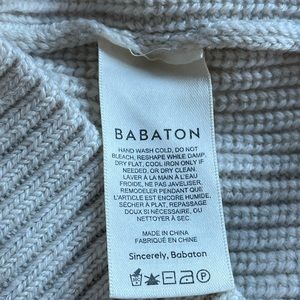 BABATON
HAND WASH COLD, DO NOT
BLEACH, RESHAPE WHILE DAMP,
DRY FLAT, COOL IRON ONLY IF
NEEDED, OR DRY CLEAN.
LAVER À LA MAIN À L'EAU
FROIDE, NE PAS JAVELISER,
REMODELER PENDANT QUE
L'ARTICLE EST ENCORE HUMIDE,
SÉCHER À PLAT, REPASSAGE
DOUX SI NÉCESSAIRE, OU
NETTOYER À SEC.
MADE IN CHINA
FABRIQUÉ EN CHINE
Sincerely, Babaton